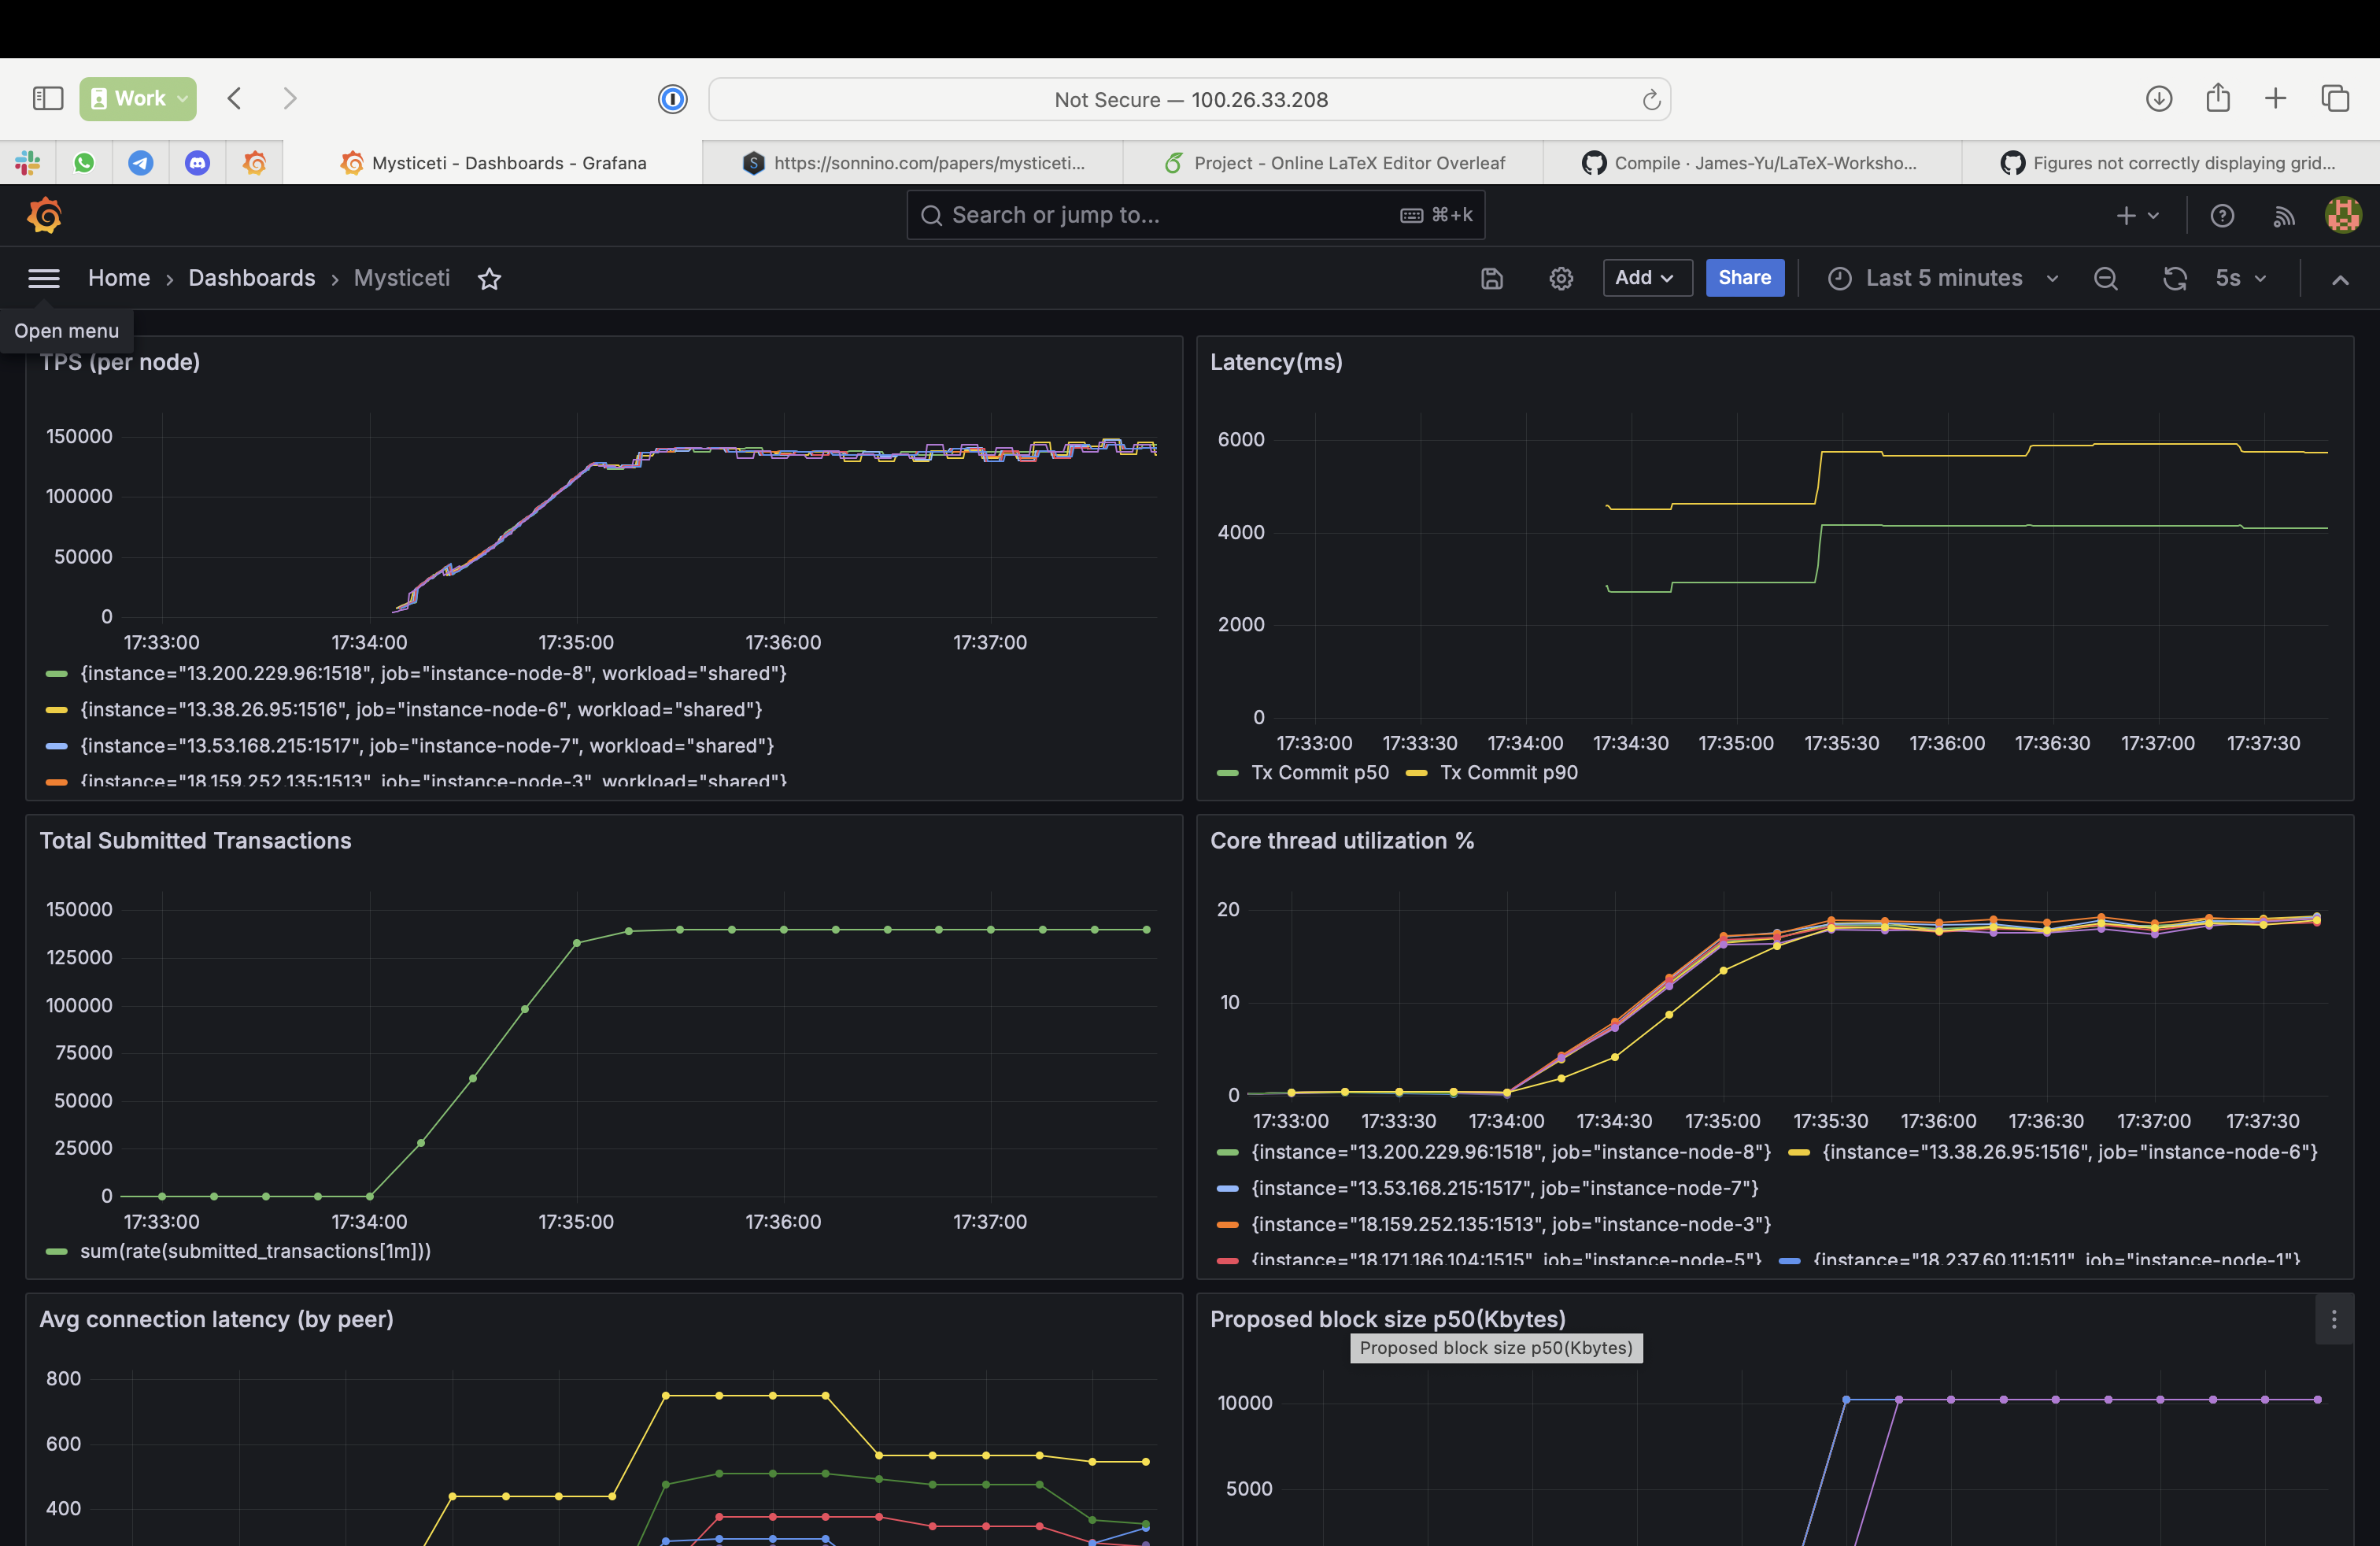 Work
Not Secure — 100.26.33.208
Mysticeti - Dashboards - Grafana
https://sonnino.com/papers/mysticeti...
Project - Online LaTeX Editor Overleaf
Compile · James-Yu/LaTeX-Worksho...
Figures not correctly displaying grid...
Search or jump to...
⌘+k
Home › Dashboards › Mysticeti
Add
Share
Last 5 minutes
5s
Open menu
TPS (per node)
150000
100000
50000
0
17:33:00 17:34:00 17:35:00 17:36:00 17:37:00
{instance="13.200.229.96:1518", job="instance-node-8", workload="shared"}
{instance="13.38.26.95:1516", job="instance-node-6", workload="shared"}
{instance="13.53.168.215:1517", job="instance-node-7", workload="shared"}
{instance="18.159.252.135:1513", job="instance-node-3", workload="shared"}
Latency(ms)
6000
4000
2000
0
17:33:00 17:33:30 17:34:00 17:34:30 17:35:00 17:35:30 17:36:00 17:36:30 17:37:00 17:37:30
Tx Commit p50 Tx Commit p90
Total Submitted Transactions
150000
125000
100000
75000
50000
25000
0
17:33:00 17:34:00 17:35:00 17:36:00 17:37:00
sum(rate(submitted_transactions[1m]))
Core thread utilization %
20
10
0
17:33:00 17:33:30 17:34:00 17:34:30 17:35:00 17:35:30 17:36:00 17:36:30 17:37:00 17:37:30
{instance="13.200.229.96:1518", job="instance-node-8"} {instance="13.38.26.95:1516", job="instance-node-6"}
{instance="13.53.168.215:1517", job="instance-node-7"}
{instance="18.159.252.135:1513", job="instance-node-3"}
{instance="18.171.186.104:1515", job="instance-node-5"} {instance="18.237.60.11:1511", job="instance-node-1"}
Avg connection latency (by peer)
800
600
400
Proposed block size p50(Kbytes)
Proposed block size p50(Kbytes)
10000
5000